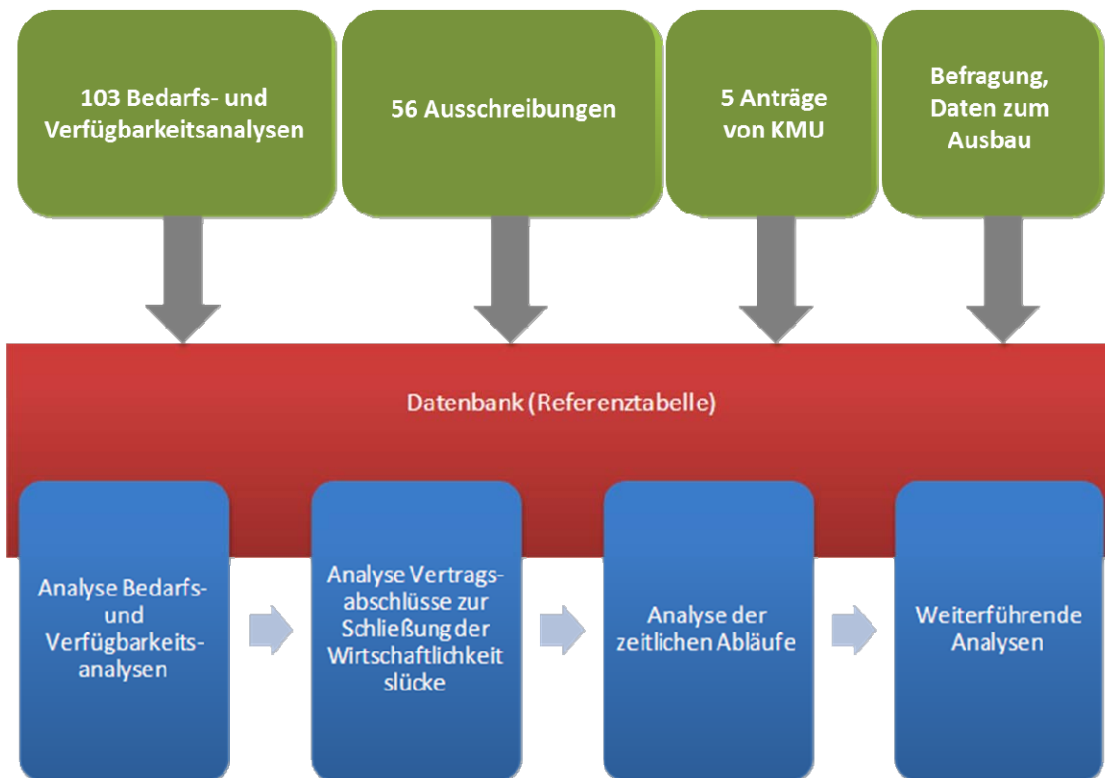 103 Bedarfs- und
Verfügbarkeitsanalysen
56 Ausschreibungen
5 Anträge
von KMU
Befragung,
Daten zum
Ausbau
Datenbank (Referenztabelle)
Analyse Bedarfs-
und
Verfügbarkeits-
analysen
Analyse Vertrags-
abschlüsse zur
Schließung der
Wirtschaftlichkeit
slücke
Analyse der
zeitlichen Abläufe
Weiterführende
Analysen